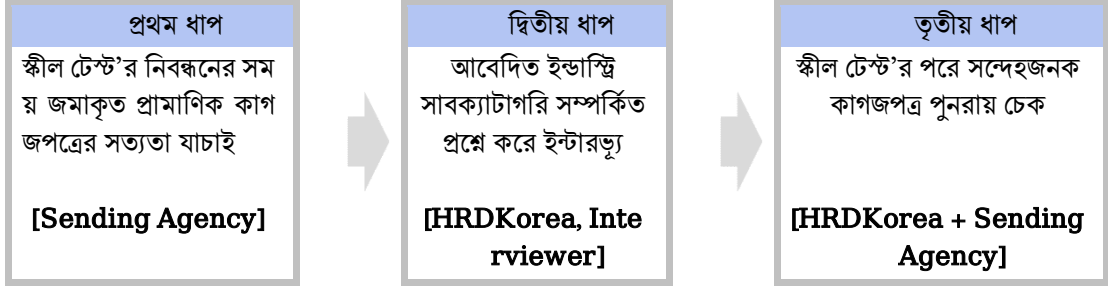 প্রথম ধাপ
স্কীল টেস্ট’র নিবন্ধনের সম
য় জমাকৃত প্রামাণিক কাগ
জপত্রের সত্যতা যাচাই
[Sending Agency]
দ্বিতীয় ধাপ
আবেদিত ইন্ডাস্ট্রি
সাবক্যাটাগরি সম্পর্কিত
প্রশ্নে করে ইন্টারভ্যূ
[HRDKorea, Inte
rviewer]
তৃতীয় ধাপ
স্কীল টেস্ট’র পরে সন্দেহজনক
কাগজপত্র পুনরায় চেক
[HRDKorea + Sending
Agency]